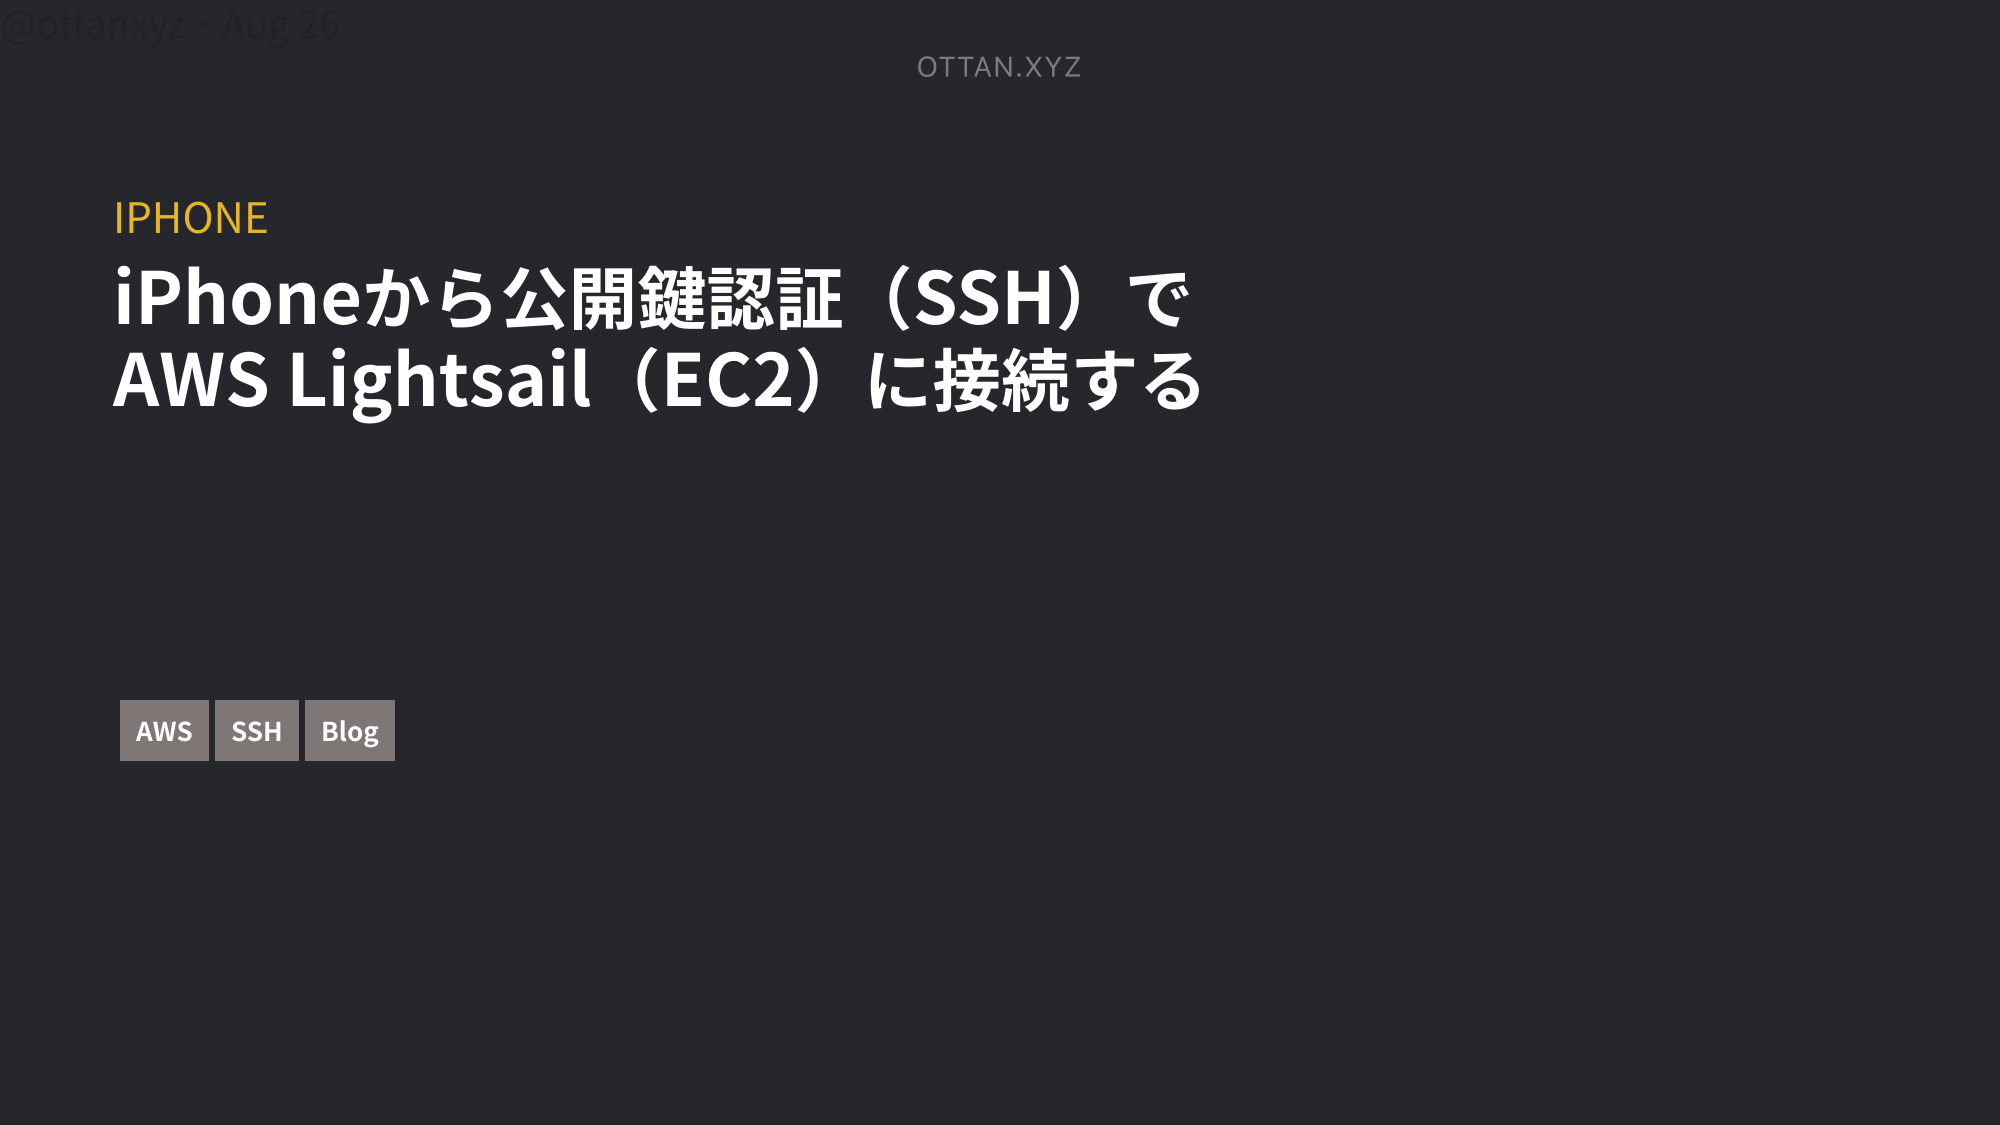 @ottanxyz・Aug 26
OTTAN.XYZ
IPHONE
iPhoneから公開鍵認証（SSH）で
AWS Lightsail（EC2）に接続する
AWS SSH Blog